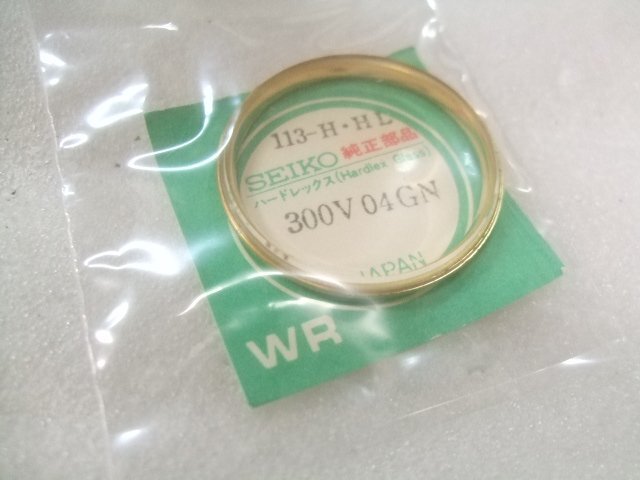 113-H·HL
SEIKO 純正部品
ハードレックス(Hardlex Glass)
300V04GN
JAPAN
WR